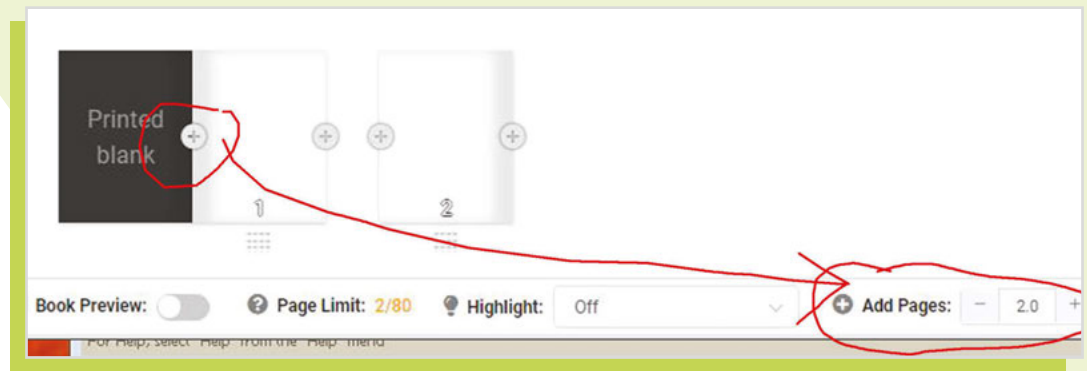 Printed
blank
1
2
Book Preview: Page Limit: 2/80 Highlight: Off Add Pages: - 2.0 +
For Help, select "Help" from the "Help" menu